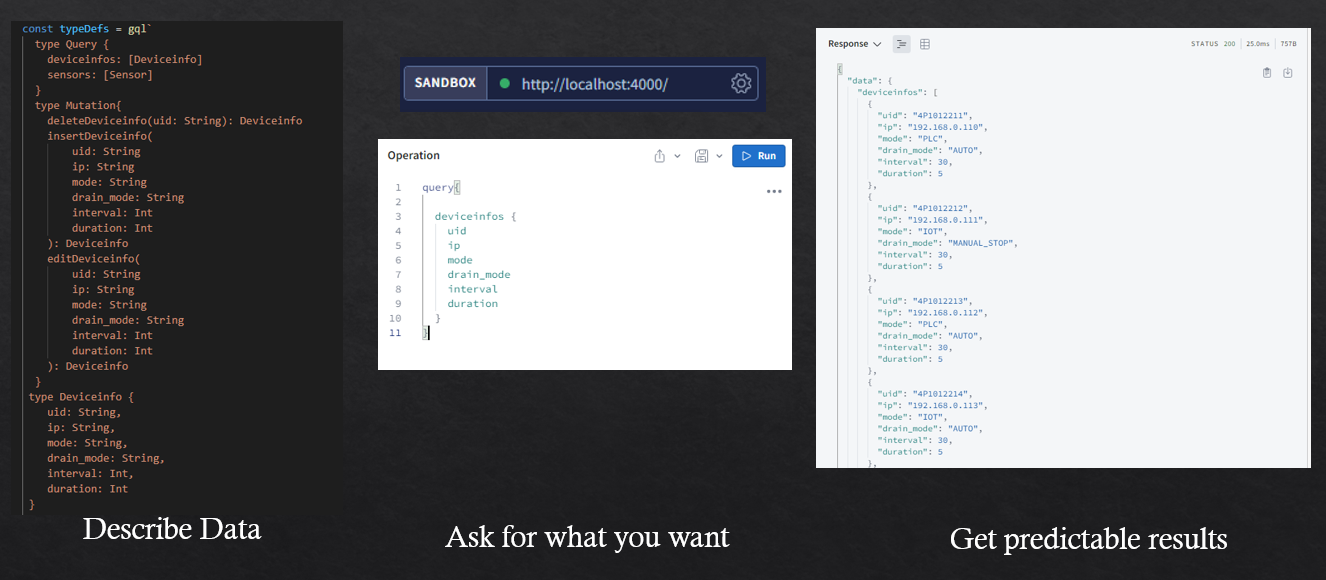 const typeDefs = gql`
type Query {
deviceinfos: [Deviceinfo]
sensors: [Sensor]
}
type Mutation{
deleteDeviceinfo(uid: String): Deviceinfo
insertDeviceinfo(
uid: String
ip: String
mode: String
drain_mode: String
interval: Int
duration: Int
): Deviceinfo
editDeviceinfo(
uid: String
ip: String
mode: String
drain_mode: String
interval: Int
duration: Int
): Deviceinfo
}
type Deviceinfo {
uid: String,
ip: String,
mode: String,
drain_mode: String,
interval: Int,
duration: Int
}
Describe Data
SANDBOX http://localhost:4000/
Operation Run
1 query{
2
3 deviceinfos {
4 uid
5 ip
6 mode
7 drain_mode
8 interval
9 duration
10 }
11 }
Ask for what you want
Response STATUS 200 25.0ms 757B
{
"data": {
"deviceinfos": [
{
"uid": "4P1012211",
"ip": "192.168.0.110",
"mode": "PLC",
"drain_mode": "AUTO",
"interval": 30,
"duration": 5
},
{
"uid": "4P1012212",
"ip": "192.168.0.111",
"mode": "IOT",
"drain_mode": "MANUAL_STOP",
"interval": 30,
"duration": 5
},
{
"uid": "4P1012213",
"ip": "192.168.0.112",
"mode": "PLC",
"drain_mode": "AUTO",
"interval": 30,
"duration": 5
},
{
"uid": "4P1012214",
"ip": "192.168.0.113",
"mode": "IOT",
"drain_mode": "AUTO",
"interval": 30,
"duration": 5
},
Get predictable results